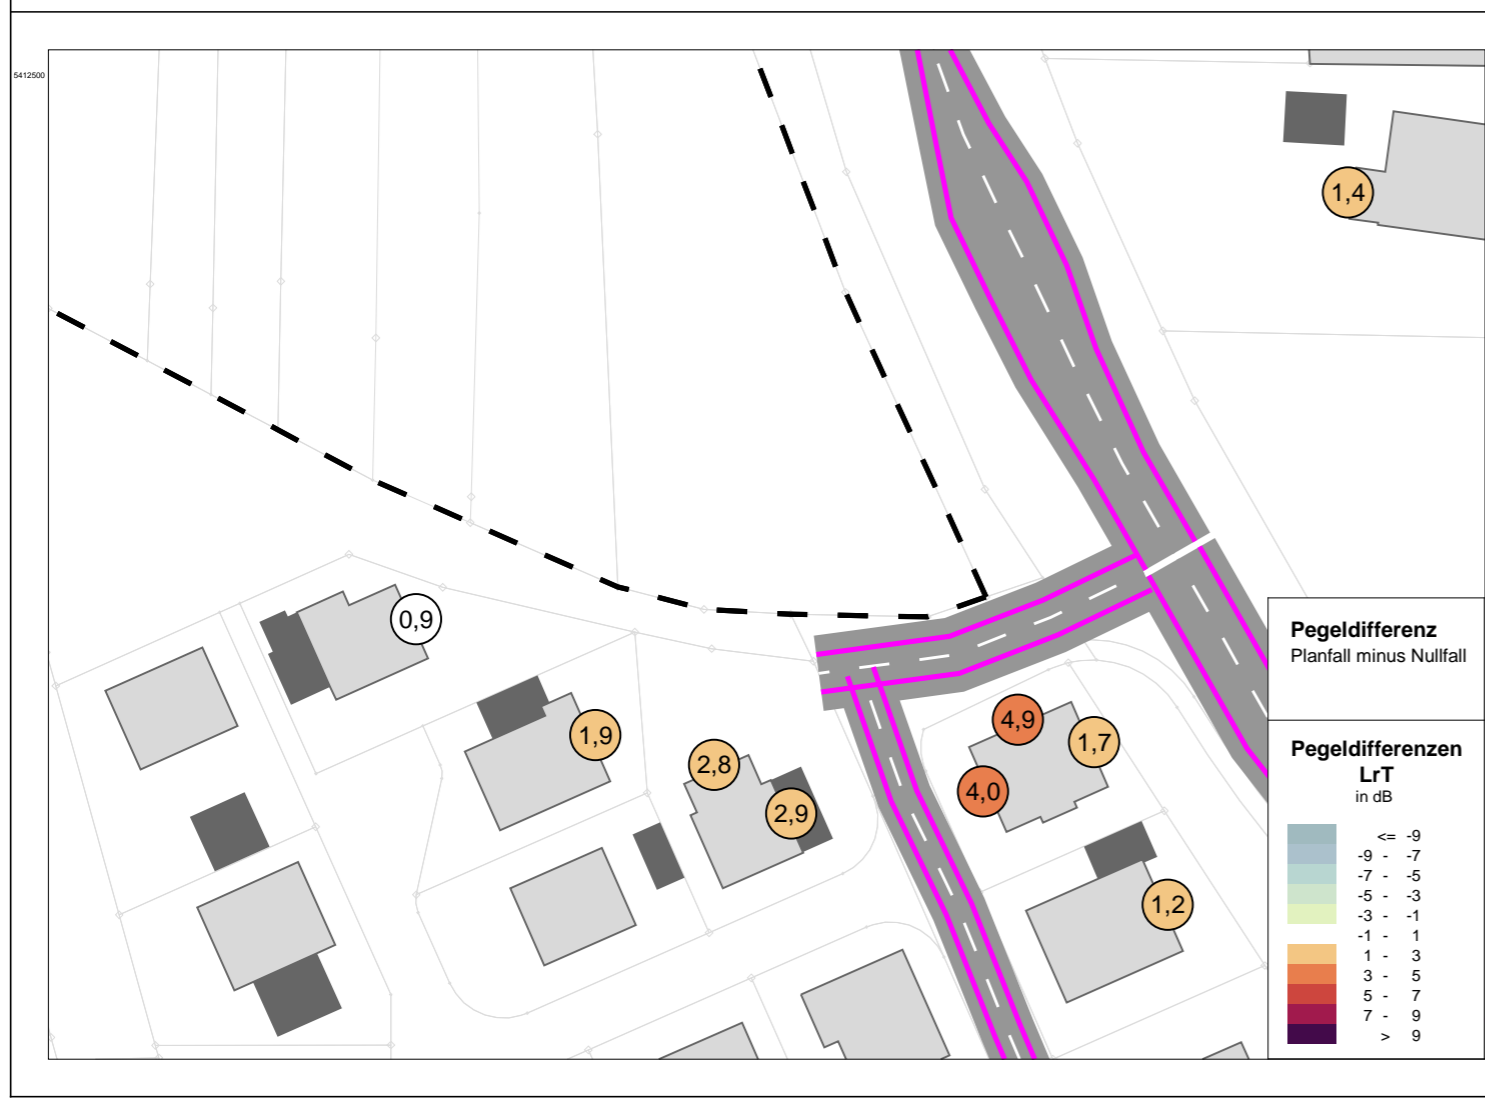 5412500
1,4
0,9
1,9
2,8
2,9
4,9
1,7
4,0
1,2
Pegeldifferenz
Planfall minus Nullfall
Pegeldifferenzen
LrT
in dB
<= -9
-9 - -7
-7 - -5
-5 - -3
-3 - -1
-1 - 1
1 - 3
3 - 5
5 - 7
7 - 9
> 9